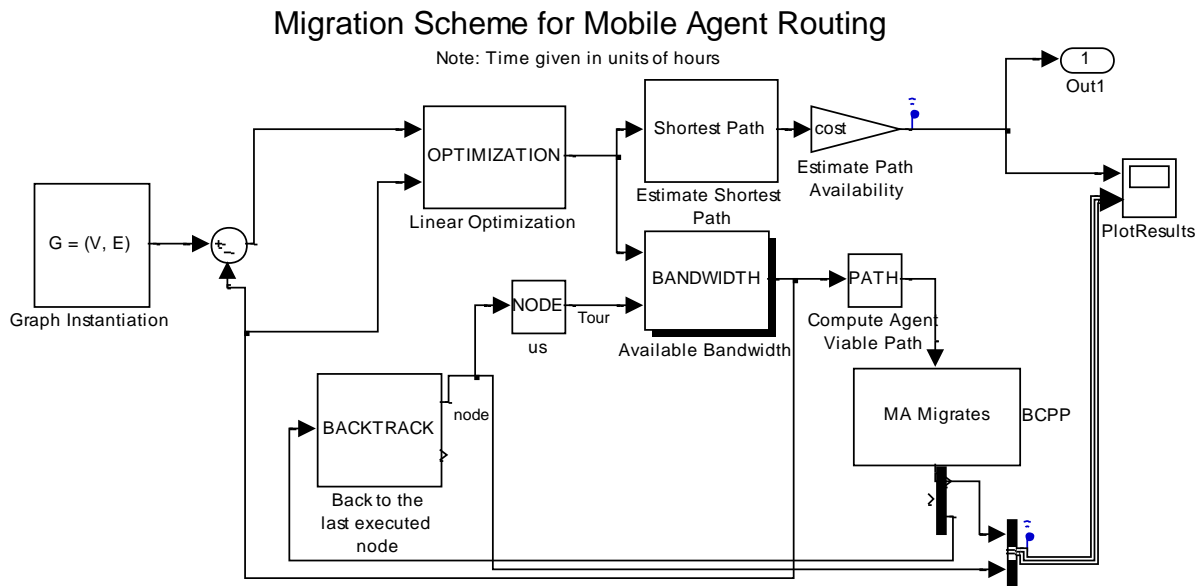 Migration Scheme for Mobile Agent Routing
Note: Time given in units of hours
1
Out1
OPTIMIZATION
Linear Optimization
Shortest Path
Estimate Shortest
Path
cost
Estimate Path
Availability
PlotResults
G = (V, E)
Graph Instantiation
+
-
NODE
us
Tour
BANDWIDTH
Available Bandwidth
PATH
Compute Agent
Viable Path
BACKTRACK
node
Back to the
last executed
node
MA Migrates
BCPP